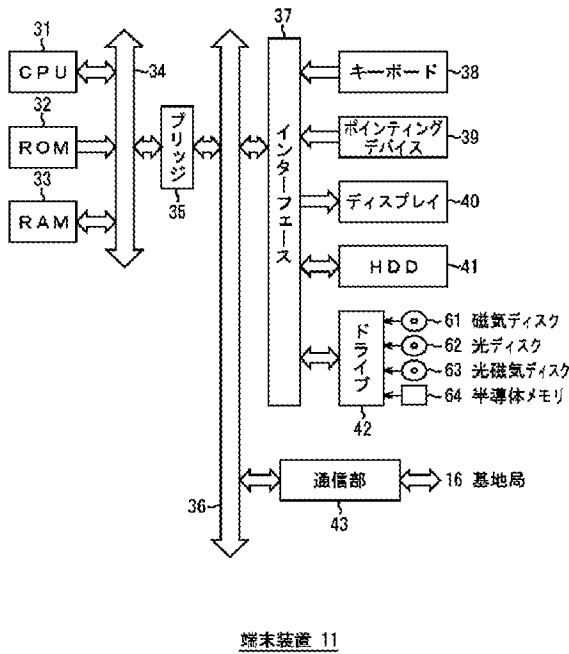 31
CPU
34
32
ROM
33
RAM
ブリッジ
35
36
37
インターフェース
キーボード
38
ポインティング
デバイス
39
ディスプレイ
40
HDD
41
ドライブ
42
61 磁気ディスク
62 光ディスク
63 光磁気ディスク
64 半導体メモリ
通信部
43
16 基地局
端末装置 11